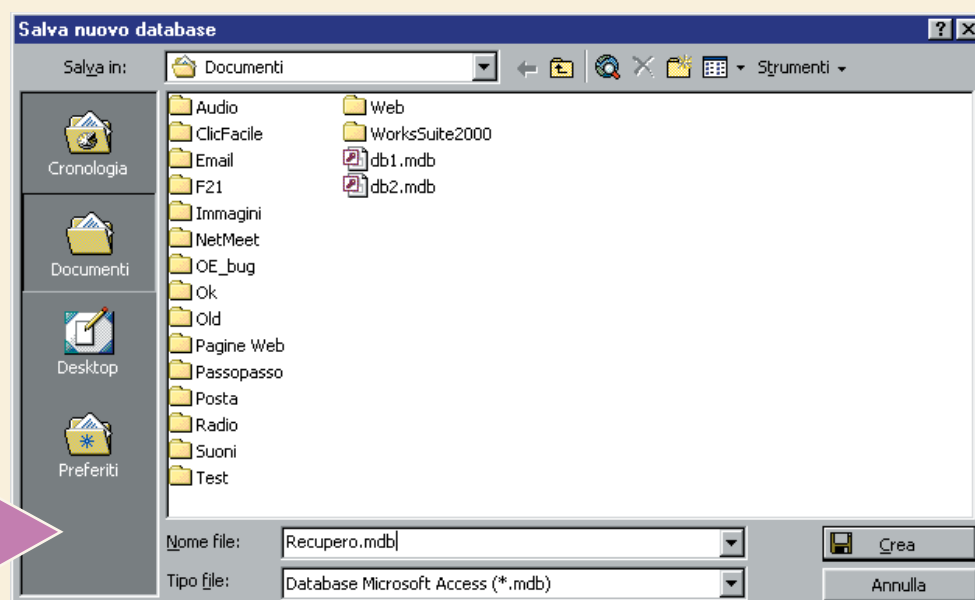 Salva nuovo database
Salva in:
Documenti
Strumenti
Cronologia
Documenti
Desktop
Preferiti
Audio
ClicFacile
Email
F21
Immagini
NetMeet
OE_bug
Ok
Old
Pagine Web
Passopasso
Posta
Radio
Suoni
Test
Web
WorksSuite2000
db1.mdb
db2.mdb
Nome file:
Recupero.mdb
Crea
Tipo file:
Database Microsoft Access (*.mdb)
Annulla